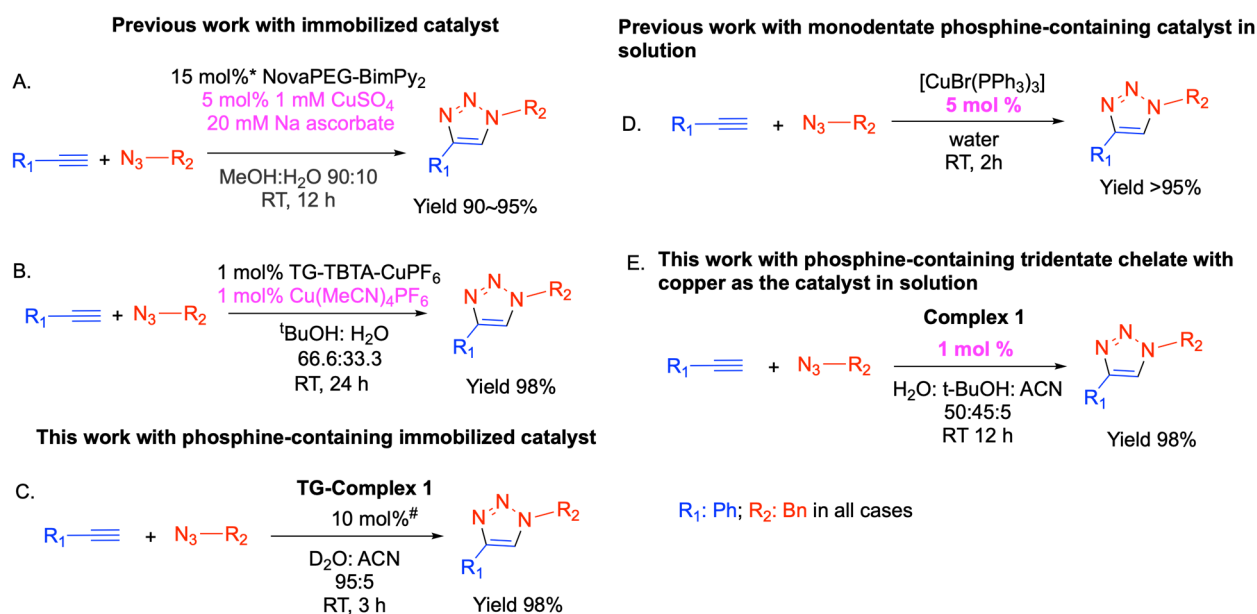 Previous work with immobilized catalyst
A.
15 mol%* NovaPEG-BimPy₂
5 mol% 1 mM CuSO₄
20 mM Na ascorbate
R₁ + N₃—R₂
MeOH:H₂O 90:10
RT, 12 h
N N N R₂
R₁
Yield 90~95%
B.
1 mol% TG-TBTA-CuPF₆
1 mol% Cu(MeCN)₄PF₆
R₁ + N₃—R₂
ᵗBuOH: H₂O
66.6:33.3
RT, 24 h
N N N R₂
R₁
Yield 98%
This work with phosphine-containing immobilized catalyst
C.
TG-Complex 1
10 mol%#
R₁ + N₃—R₂
D₂O: ACN
95:5
RT, 3 h
N N N R₂
R₁
Yield 98%
Previous work with monodentate phosphine-containing catalyst in
solution
D.
[CuBr(PPh₃)₃]
5 mol %
R₁ + N₃—R₂
water
RT, 2h
N N N R₂
R₁
Yield >95%
E. This work with phosphine-containing tridentate chelate with
copper as the catalyst in solution
Complex 1
1 mol %
R₁ + N₃—R₂
H₂O: t-BuOH: ACN
50:45:5
RT 12 h
N N N R₂
R₁
Yield 98%
R₁: Ph; R₂: Bn in all cases